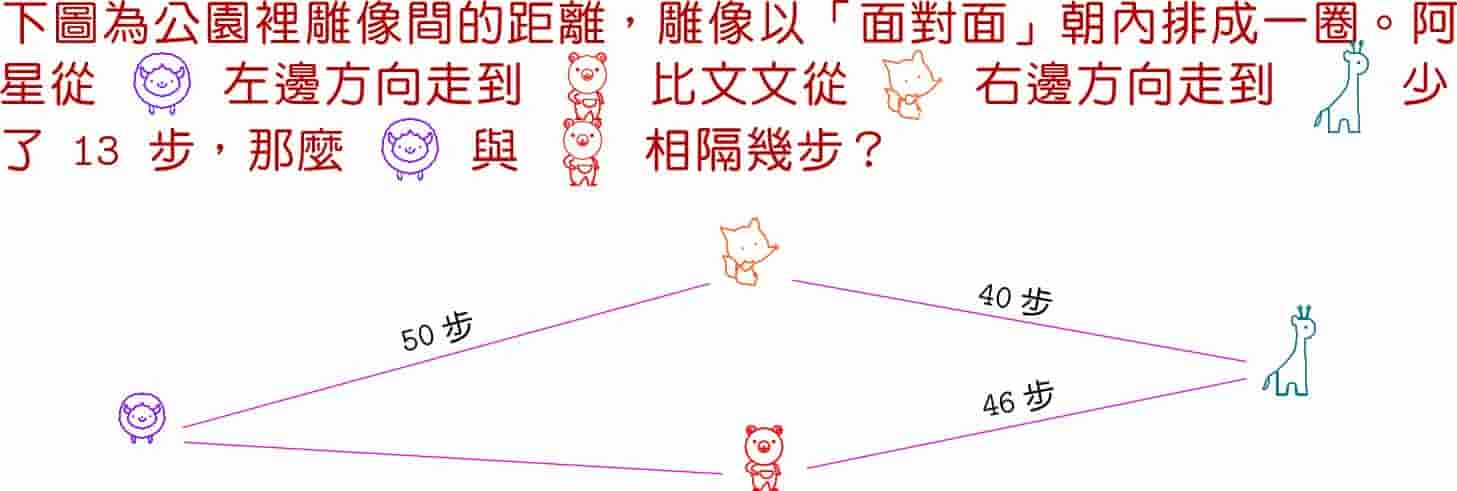 下圖為公園裡雕像間的距離，雕像以「面對面」朝內排成一圈。阿
星從 左邊方向走到 比文文從 右邊方向走到 少
了 13 步，那麼 與 相隔幾步？
50 步
40 步
46 步